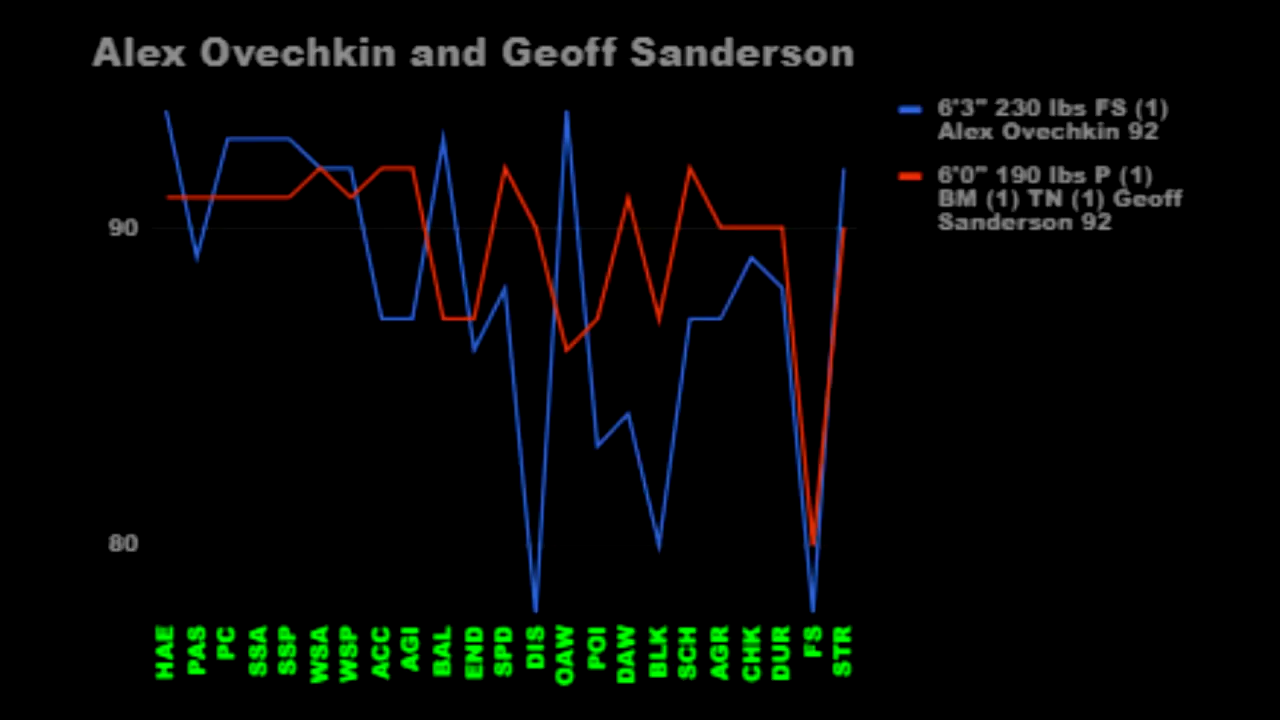 Alex Ovechkin and Geoff Sanderson
6'3" 230 lbs FS (1)
Alex Ovechkin 92
6'0" 190 lbs P (1)
BM (1) TN (1) Geoff
Sanderson 92
90
80
HAE
PAS
PC
SSA
SSP
WSA
WSP
ACC
AGI
BAL
END
SPD
DIS
OAW
POI
DAW
BLK
SCH
AGR
CHK
DUR
FS
STR